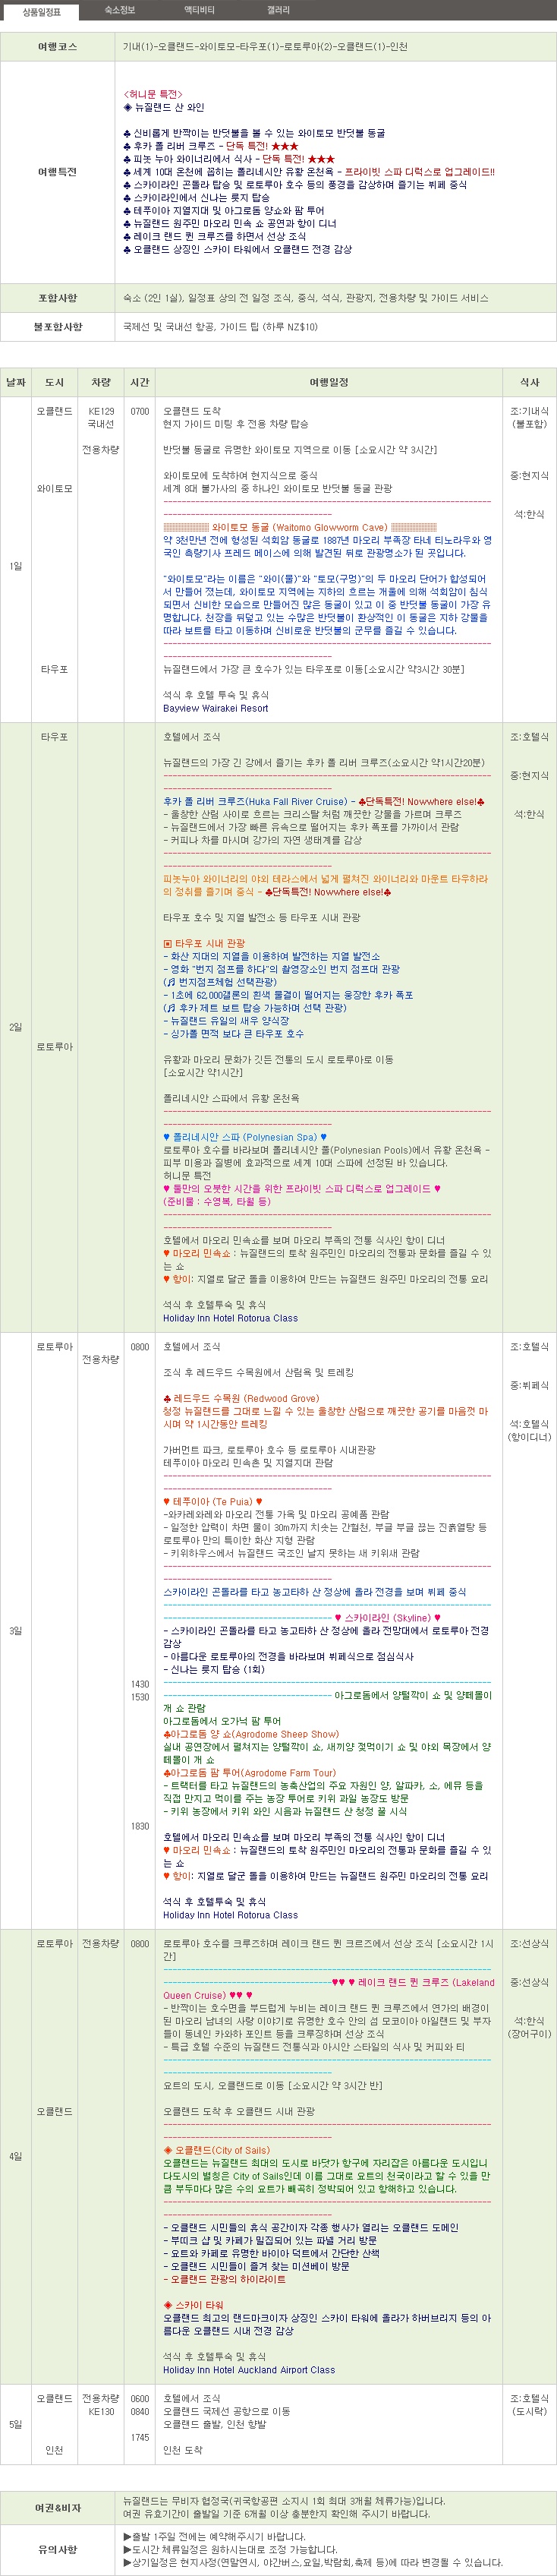 상품일정표 숙소정보 액티비티 갤러리
여행코스 기내(1)-오클랜드-와이토모-타우포(1)-로토루아(2)-오클랜드(1)-인천
여행특전
<허니문 특전>
◈ 뉴질랜드 산 와인
♣ 신비롭게 반짝이는 반딧불을 볼 수 있는 와이토모 반딧불 동굴
♣ 후카 폴 리버 크루즈 - 단독 특전! ★★★
♣ 피놋 누아 와이너리에서 식사 - 단독 특전! ★★★
♣ 세계 10대 온천에 꼽히는 폴리네시안 유황 온천욕 - 프라이빗 스파 디럭스로 업그레이드!!
♣ 스카이라인 곤돌라 탑승 및 로토루아 호수 등의 풍경을 감상하며 즐기는 뷔페 중식
♣ 스카이라인에서 신나는 룻지 탑승
♣ 테푸이아 지열지대 및 아그로돔 양쇼와 팜 투어
♣ 뉴질랜드 원주민 마오리 민속 쇼 공연과 항이 디너
♣ 레이크 랜드 퀸 크루즈를 하면서 선상 조식
♣ 오클랜드 상징인 스카이 타워에서 오클랜드 전경 감상
포함사항 숙소 (2인 1실), 일정표 상의 전 일정 조식, 중식, 석식, 관광지, 전용차량 및 가이드 서비스
불포함사항 국제선 및 국내선 항공, 가이드 팁 (하루 NZ$10)
날짜 도시 차량 시간 여행일정 식사
오클랜드 KE129 0700 오클랜드 도착 조:기내식
국내선 현지 가이드 미팅 후 전용 차량 탑승 (불포함)
전용차량 반딧불 동굴로 유명한 와이토모 지역으로 이동 [소요시간 약 3시간]
와이토모에 도착하여 현지식으로 중식 중:현지식
와이토모 세계 8대 불가사의 중 하나인 와이토모 반딧불 동굴 관광
석:한식
▒▒▒▒▒ 와이토모 동굴 (Waitomo Glowworm Cave) ▒▒▒▒▒
약 3천만년 전에 형성된 석회암 동굴로 1887년 마오리 부족장 타네 티노라우와 영
국인 측량기사 프레드 메이스에 의해 발견된 뒤로 관광명소가 된 곳입니다.
1일
"와이토모"라는 이름은 "와이(물)"와 "토모(구멍)"의 두 마오리 단어가 합성되어
서 만들어 졌는데, 와이토모 지역에는 지하의 흐르는 개울에 의해 석회암이 침식
되면서 신비한 모습으로 만들어진 많은 동굴이 있고 이 중 반딧불 동굴이 가장 유
명합니다. 천장을 뒤덮고 있는 수많은 반딧불이 환상적인 이 동굴은 지하 강물을
따라 보트를 타고 이동하며 신비로운 반딧불의 군무를 즐길 수 있습니다.
타우포 뉴질랜드에서 가장 큰 호수가 있는 타우포로 이동[소요시간 약3시간 30분]
석식 후 호텔 투숙 및 휴식
Bayview Wairakei Resort
타우포 호텔에서 조식 조:호텔식
뉴질랜드의 가장 긴 강에서 즐기는 후카 폴 리버 크루즈(소요시간 약1시간20분)
중:현지식
후카 폴 리버 크루즈(Huka Fall River Cruise) - ♣단독특전! Nowwhere else!♣
- 울창한 산림 사이로 흐르는 크리스탈 처럼 깨끗한 강물을 가르며 크루즈 석:한식
- 뉴질랜드에서 가장 빠른 유속으로 떨어지는 후카 폭포를 가까이서 관람
- 커피나 차를 마시며 강가의 자연 생태계를 감상
피놋누아 와이너리의 야외 테라스에서 넓게 펼쳐진 와이너리와 마운트 타우하라
의 정취를 즐기며 중식 - ♣단독특전! Nowwhere else!♣
타우포 호수 및 지열 발전소 등 타우포 시내 관광
▣ 타우포 시내 관광
- 화산 지대의 지열을 이용하여 발전하는 지열 발전소
- 영화 "번지 점프를 하다"의 촬영장소인 번지 점프대 관광
(♬ 번지점프체험 선택관광)
- 1초에 62,000갤론의 흰색 물결이 떨어지는 웅장한 후카 폭포
(♬ 후카 제트 보트 탑승 가능하며 선택 관광)
2일 - 뉴질랜드 유일의 새우 양식장
- 싱가폴 면적 보다 큰 타우포 호수
로토루아
유황과 마오리 문화가 깃든 전통의 도시 로토루아로 이동
[소요시간 약1시간]
폴리네시안 스파에서 유황 온천욕
♥ 폴리네시안 스파 (Polynesian Spa) ♥
로토루아 호수를 바라보며 폴리네시안 풀(Polynesian Pools)에서 유황 온천욕 -
피부 미용과 질병에 효과적으로 세계 10대 스파에 선정된 바 있습니다.
허니문 특전
♥ 둘만의 오붓한 시간을 위한 프라이빗 스파 디럭스로 업그레이드 ♥
(준비물 : 수영복, 타월 등)
호텔에서 마오리 민속쇼를 보며 마오리 부족의 전통 식사인 항이 디너
♥ 마오리 민속쇼 : 뉴질랜드의 토착 원주민인 마오리의 전통과 문화를 즐길 수 있
는 쇼
♥ 항이: 지열로 달군 돌을 이용하여 만드는 뉴질랜드 원주민 마오리의 전통 요리
석식 후 호텔투숙 및 휴식
Holiday Inn Hotel Rotorua Class
로토루아 0800 호텔에서 조식 조:호텔식
전용차량
조식 후 레드우드 수목원에서 산림욕 및 트레킹
중:뷔페식
♣ 레드우드 수목원 (Redwood Grove)
청정 뉴질랜드를 그대로 느낄 수 있는 울창한 산림으로 깨끗한 공기를 마음껏 마
시며 약 1시간동안 트레킹 석:호텔식
(항이디너)
가버먼트 파크, 로토루아 호수 등 로토루아 시내관광
테푸이아 마오리 민속촌 및 지열지대 관람
♥ 테푸이아 (Te Puia) ♥
-와카레와레와 마오리 전통 가옥 및 마오리 공예품 관람
- 일정한 압력이 차면 물이 30m까지 치솟는 간헐천, 부글 부글 끓는 진흙열탕 등
로토루아 만의 특이한 화산 지형 관람
- 키위하우스에서 뉴질랜드 국조인 날지 못하는 새 키위새 관람
스카이라인 곤돌라를 타고 농고타하 산 정상에 올라 전경을 보며 뷔페 중식
♥ 스카이라인 (Skyline) ♥
3일 - 스카이라인 곤돌라를 타고 농고타하 산 정상에 올라 전망대에서 로토루아 전경
감상
- 아름다운 로토루아의 전경을 바라보며 뷔페식으로 점심식사
- 신나는 룻지 탑승 (1회)
1430
1530 아그로돔에서 양털깍이 쇼 및 양떼몰이
개 쇼 관람
아그로돔에서 오가닉 팜 투어
♣아그로돔 양 쇼(Agrodome Sheep Show)
실내 공연장에서 펼쳐지는 양털깍이 쇼, 새끼양 젖먹이기 쇼 및 야외 목장에서 양
떼몰이 개 쇼
♣아그로돔 팜 투어(Agrodome Farm Tour)
- 트랙터를 타고 뉴질랜드의 농축산업의 주요 자원인 양, 알파카, 소, 에뮤 등을
직접 만지고 먹이를 주는 농장 투어로 키위 과일 농장도 방문
- 키위 농장에서 키위 와인 시음과 뉴질랜드 산 청정 꿀 시식
1830
호텔에서 마오리 민속쇼를 보며 마오리 부족의 전통 식사인 항이 디너
♥ 마오리 민속쇼 : 뉴질랜드의 토착 원주민인 마오리의 전통과 문화를 즐길 수 있
는 쇼
♥ 항이: 지열로 달군 돌을 이용하여 만드는 뉴질랜드 원주민 마오리의 전통 요리
석식 후 호텔투숙 및 휴식
Holiday Inn Hotel Rotorua Class
로토루아 전용차량 0800 로토루아 호수를 크루즈하며 레이크 랜드 퀸 크르즈에서 선상 조식 [소요시간 1시 조:선상식
간]
♥♥ ♥ 레이크 랜드 퀸 크루즈 (Lakeland 중:선상식
Queen Cruise) ♥♥ ♥
- 반짝이는 호수면을 부드럽게 누비는 레이크 랜드 퀸 크루즈에서 연가의 배경이
된 마오리 남녀의 사랑 이야기로 유명한 호수 안의 섬 모코이아 아일랜드 및 부자 석:한식
들이 동네인 카와하 포인트 등을 크루징하며 선상 조식 (장어구이)
- 특급 호텔 수준의 뉴질랜드 전통식과 아시안 스타일의 식사 및 커피와 티
요트의 도시, 오클랜드로 이동 [소요시간 약 3시간 반]
오클랜드 오클랜드 도착 후 오클랜드 시내 관광
4일 ◈ 오클랜드(City of Sails)
오클랜드는 뉴질랜드 최대의 도시로 바닷가 항구에 자리잡은 아름다운 도시입니
다도시의 별칭은 City of Sails인데 이름 그대로 요트의 천국이라고 할 수 있을 만
큼 부두마다 많은 수의 요트가 빼곡히 정박되어 있고 항해하고 있습니다.
- 오클랜드 시민들의 휴식 공간이자 각종 행사가 열리는 오클랜드 도메인
- 부띠크 샵 및 카페가 밀집되어 있는 파넬 거리 방문
- 요트와 카페로 유명한 바이아 덕트에서 간단한 산책
- 오클랜드 시민들이 즐겨 찾는 미션베이 방문
- 오클랜드 관광의 하이라이트
◈ 스카이 타워
오클랜드 최고의 랜드마크이자 상징인 스카이 타워에 올라가 하버브리지 등의 아
름다운 오클랜드 시내 전경 감상
석식 후 호텔투숙 및 휴식
Holiday Inn Hotel Auckland Airport Class
오클랜드 전용차량 0600 호텔에서 조식 조:호텔식
KE130 0840 오클랜드 국제선 공항으로 이동 (도시락)
5일 오클랜드 출발, 인천 향발
1745
인천 인천 도착
여권&비자
뉴질랜드는 무비자 협정국(귀국항공편 소지시 1회 최대 3개월 체류가능)입니다.
여권 유효기간이 출발일 기준 6개월 이상 충분한지 확인해 주시기 바랍니다.
유의사항
▶출발 1주일 전에는 예약해주시기 바랍니다.
▶도시간 체류일정은 원하시는대로 조정 가능합니다.
▶상기일정은 현지사정(연말연시, 야간버스,요일,박람회,축제 등)에 따라 변경될 수 있습니다.